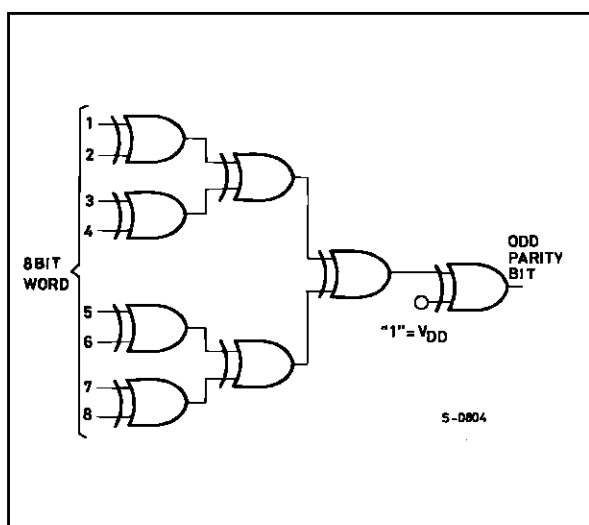 1
2
3
4
8 BIT
WORD
5
6
7
8
ODD
PARITY
BIT
"1" = VDD
S-0804